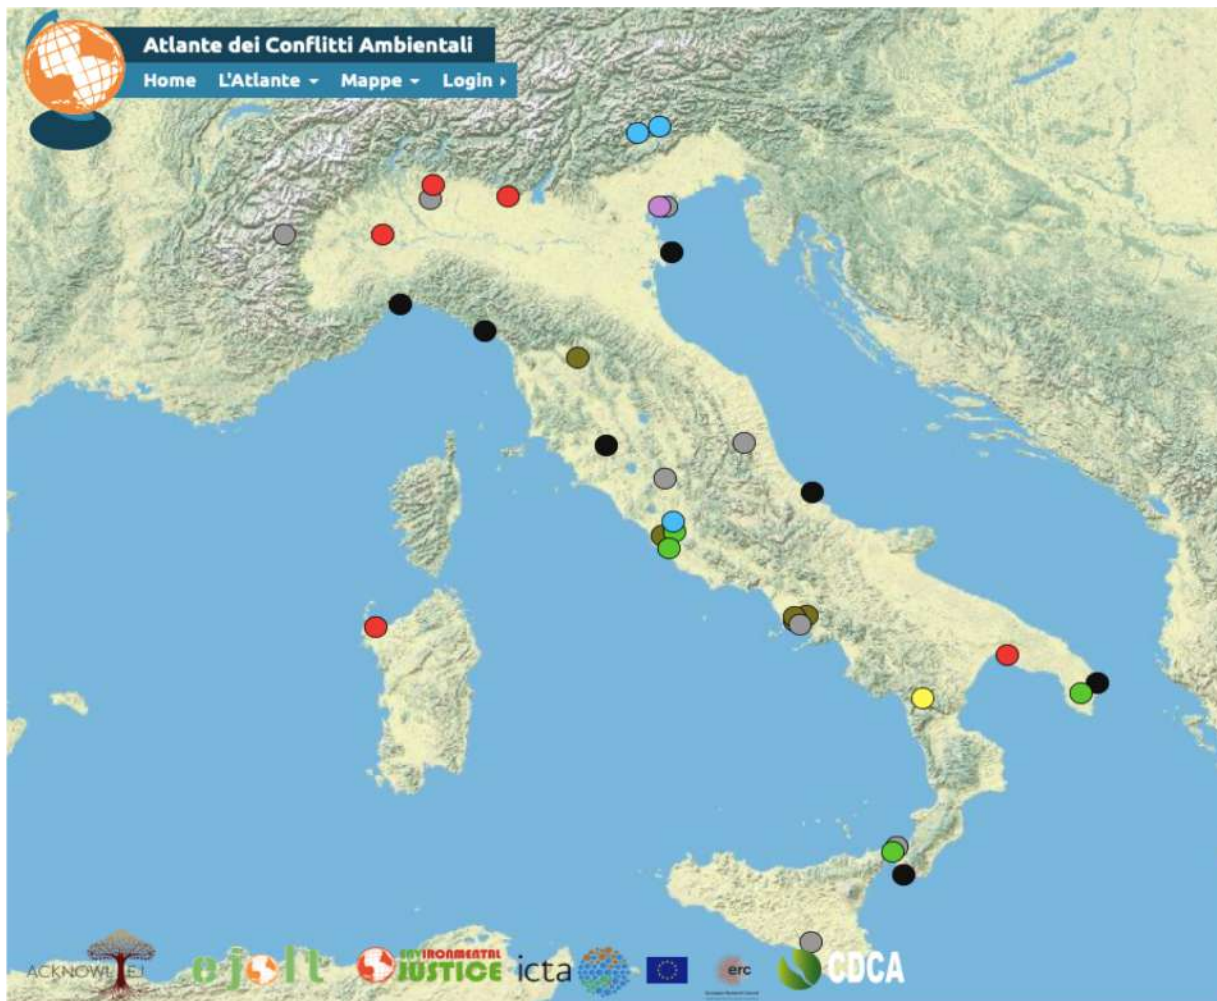 Atlante dei Conflitti Ambientali
Home L'Atlante Mappe Login
ACKNOWL EJ
ejolt
ENVIRONMENTAL
JUSTICE
icta
erc
CDCA